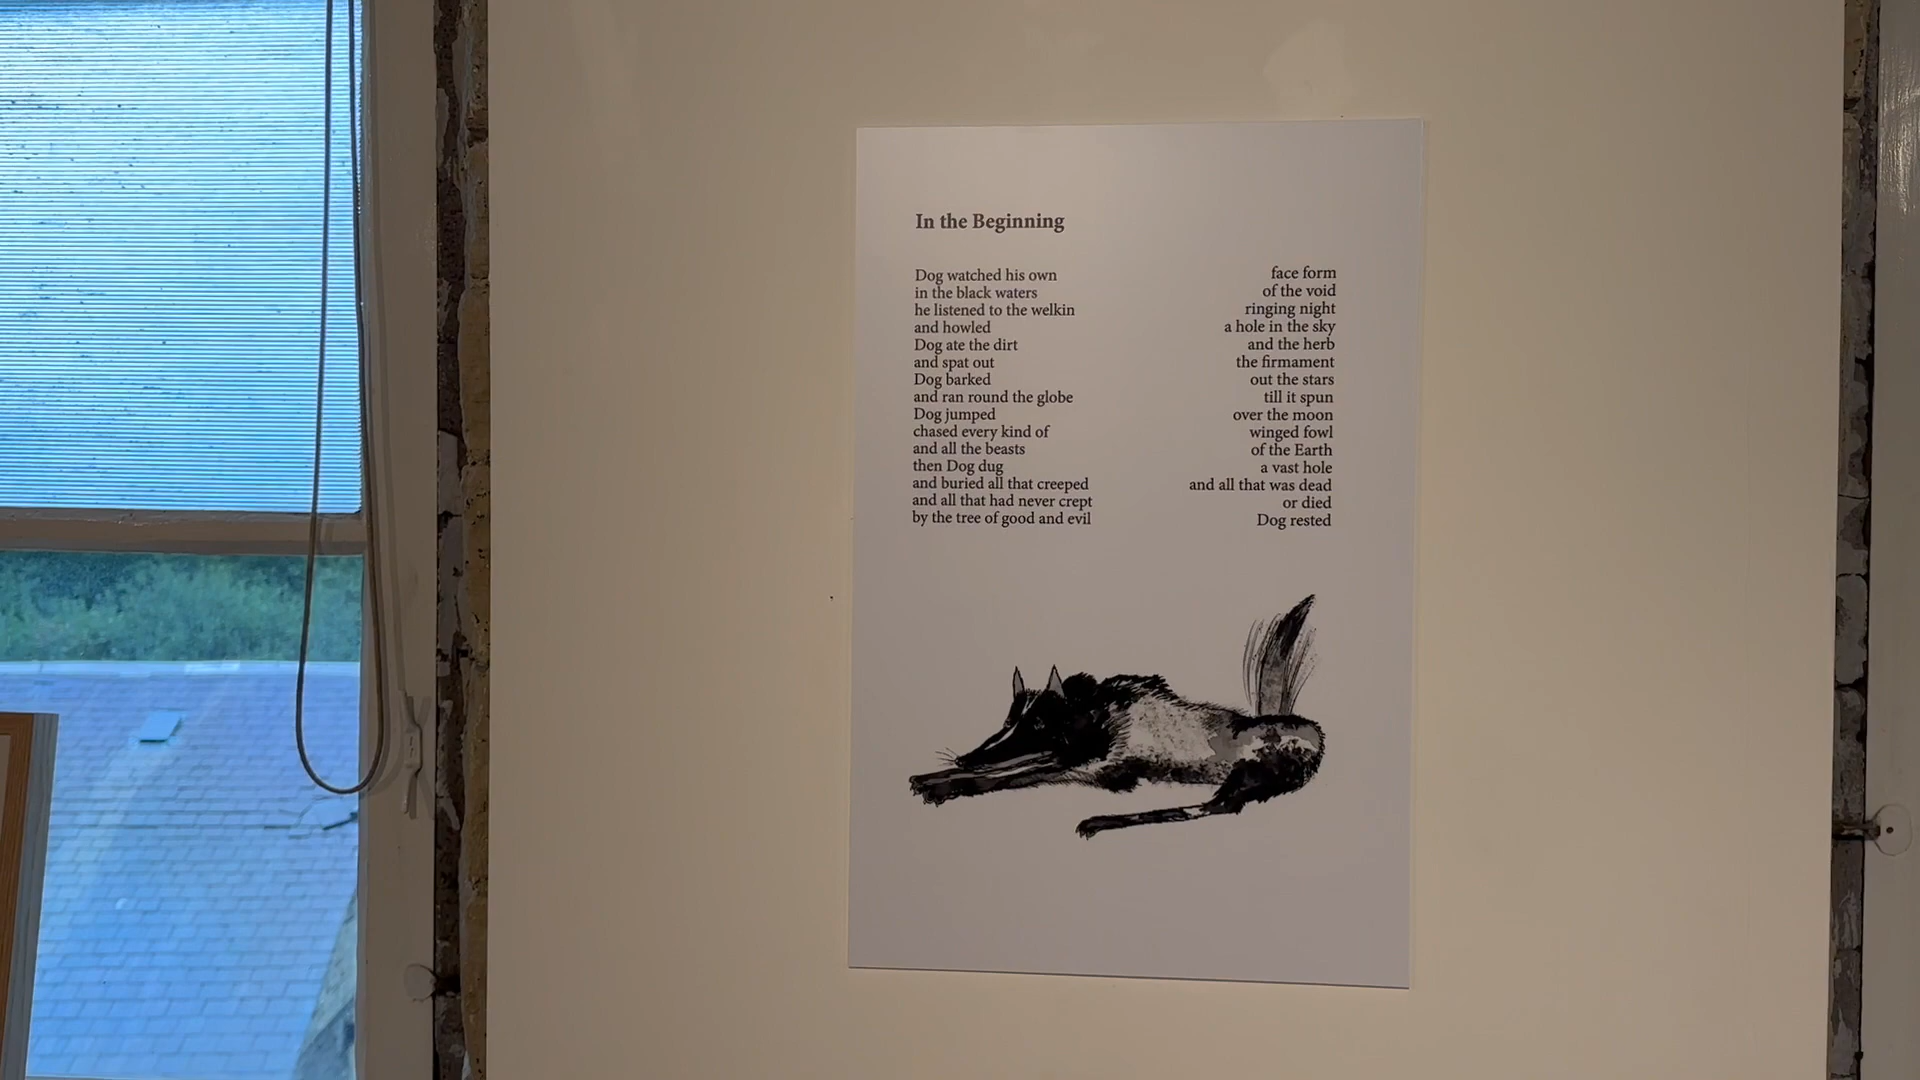 In the Beginning
Dog watched his own face form
in the black waters of the void
he listened to the welkin ringing night
and howled a hole in the sky
Dog ate the dirt and the herb
and spat out the firmament
Dog barked out the stars
and ran round the globe till it spun
Dog jumped over the moon
chased every kind of winged fowl
and all the beasts of the Earth
then Dog dug a vast hole
and buried all that creeped and all that was dead
and all that had never crept or died
by the tree of good and evil Dog rested